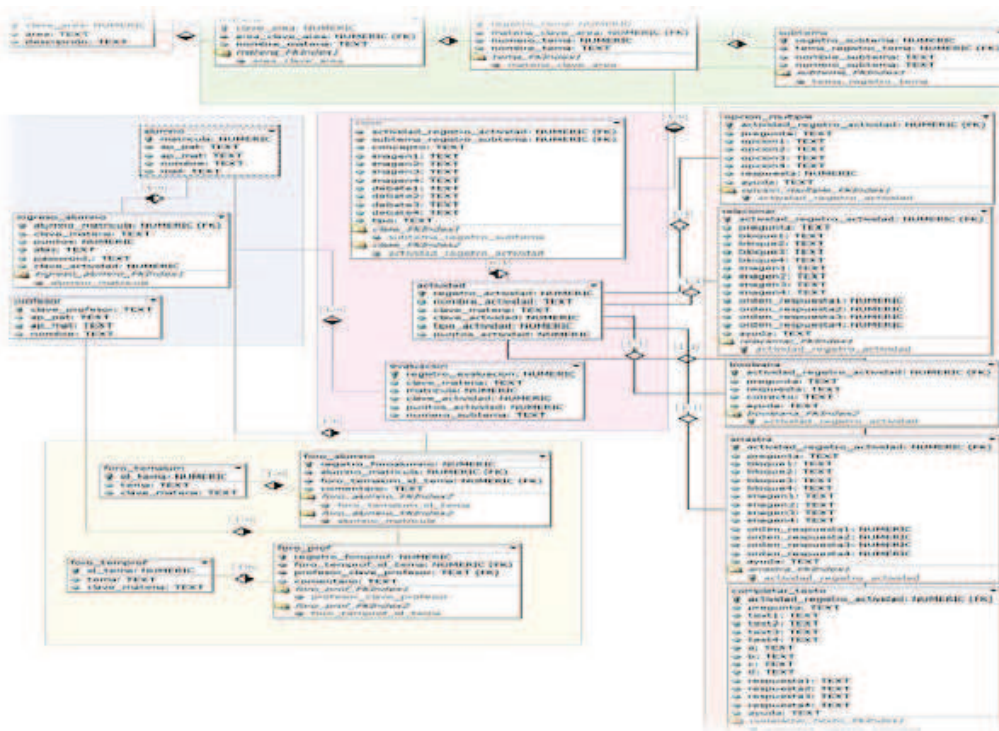 clave_area: NUMERIC
area: TEXT
descripcion: TEXT
clave_area: NUMERIC
area_clave_area: NUMERIC (FK)
nombre_materia: TEXT
materia_FKIndex1
area_clave_area
registro_tema: NUMERIC
materia_clave_area: NUMERIC (FK)
nombre_tema: TEXT
numero_tema: TEXT
tema_FKIndex1
materia_clave_area
subtema
registro_subtema: NUMERIC
tema_registro_tema: NUMERIC (FK)
nombre_subtema: TEXT
numero_subtema: TEXT
subtema_FKIndex1
tema_registro_tema
alumno
matricula: NUMERIC
ap_pat: TEXT
ap_mat: TEXT
nombre: TEXT
mail: TEXT
ingreso_alumno
alumno_matricula: NUMERIC (FK)
clave_materia: TEXT
puntos: NUMERIC
alias: TEXT
password: TEXT
clave_actividad: NUMERIC
ingreso_alumno_FKIndex1
alumno_matricula
profesor
clave_profesor: TEXT
ap_pat: TEXT
ap_mat: TEXT
nombre: TEXT
clase
actividad_registro_actividad: NUMERIC (FK)
subtema_registro_subtema: NUMERIC (FK)
concepto: TEXT
imagen1: TEXT
imagen2: TEXT
imagen3: TEXT
imagen4: TEXT
debate1: TEXT
debate2: TEXT
debate3: TEXT
debate4: TEXT
tipo: TEXT
clase_FKIndex1
subtema_registro_subtema
clase_FKIndex2
actividad_registro_actividad
actividad
registro_actividad: NUMERIC
nombre_actividad: TEXT
clave_materia: TEXT
clave_actividad: NUMERIC
tipo_actividad: NUMERIC
puntos_actividad: NUMERIC
evaluacion
registro_evaluacion: NUMERIC
clave_materia: TEXT
matricula: NUMERIC
clave_actividad: NUMERIC
puntos_actividad: NUMERIC
numero_subtema: TEXT
opcion_multiple
actividad_registro_actividad: NUMERIC (FK)
pregunta: TEXT
opcion1: TEXT
opcion2: TEXT
opcion3: TEXT
opcion4: TEXT
respuesta: NUMERIC
ayuda: TEXT
opcion_multiple_FKIndex1
actividad_registro_actividad
relacionar
actividad_registro_actividad: NUMERIC (FK)
pregunta: TEXT
bloque1: TEXT
bloque2: TEXT
bloque3: TEXT
bloque4: TEXT
imagen1: TEXT
imagen2: TEXT
imagen3: TEXT
imagen4: TEXT
orden_respuesta1: NUMERIC
orden_respuesta2: NUMERIC
orden_respuesta3: NUMERIC
orden_respuesta4: NUMERIC
ayuda: TEXT
relacionar_FKIndex1
actividad_registro_actividad
booleana
actividad_registro_actividad: NUMERIC (FK)
pregunta: TEXT
respuesta: TEXT
correcto: TEXT
ayuda: TEXT
booleana_FKIndex1
actividad_registro_actividad
arrastra
actividad_registro_actividad: NUMERIC (FK)
pregunta: TEXT
bloque1: TEXT
bloque2: TEXT
bloque3: TEXT
bloque4: TEXT
imagen1: TEXT
imagen2: TEXT
imagen3: TEXT
imagen4: TEXT
orden_respuesta1: NUMERIC
orden_respuesta2: NUMERIC
orden_respuesta3: NUMERIC
orden_respuesta4: NUMERIC
ayuda: TEXT
arrastra_FKIndex1
actividad_registro_actividad
completar_texto
actividad_registro_actividad: NUMERIC (FK)
pregunta: TEXT
text1: TEXT
text2: TEXT
text3: TEXT
text4: TEXT
a: TEXT
b: TEXT
c: TEXT
d: TEXT
respuesta1: TEXT
respuesta2: TEXT
respuesta3: TEXT
respuesta4: TEXT
ayuda: TEXT
foro_temalum
id_tema: NUMERIC
tema: TEXT
clave_materia: TEXT
foro_alumno
registro_foroalumno: NUMERIC
alumno_matricula: NUMERIC (FK)
foro_temalum_id_tema: NUMERIC (FK)
comentario: TEXT
foro_alumno_FKIndex2
foro_temalum_id_tema
foro_alumno_FKIndex2
alumno_matricula
foro_temprof
id_tema: NUMERIC
tema: TEXT
clave_materia: TEXT
foro_prof
registro_foroprof: NUMERIC
foro_temprof_id_tema: NUMERIC (FK)
profesor_clave_profesor: TEXT (FK)
comentario: TEXT
foro_prof_FKIndex1
profesor_clave_profesor
foro_prof_FKIndex2
foro_temprof_id_tema